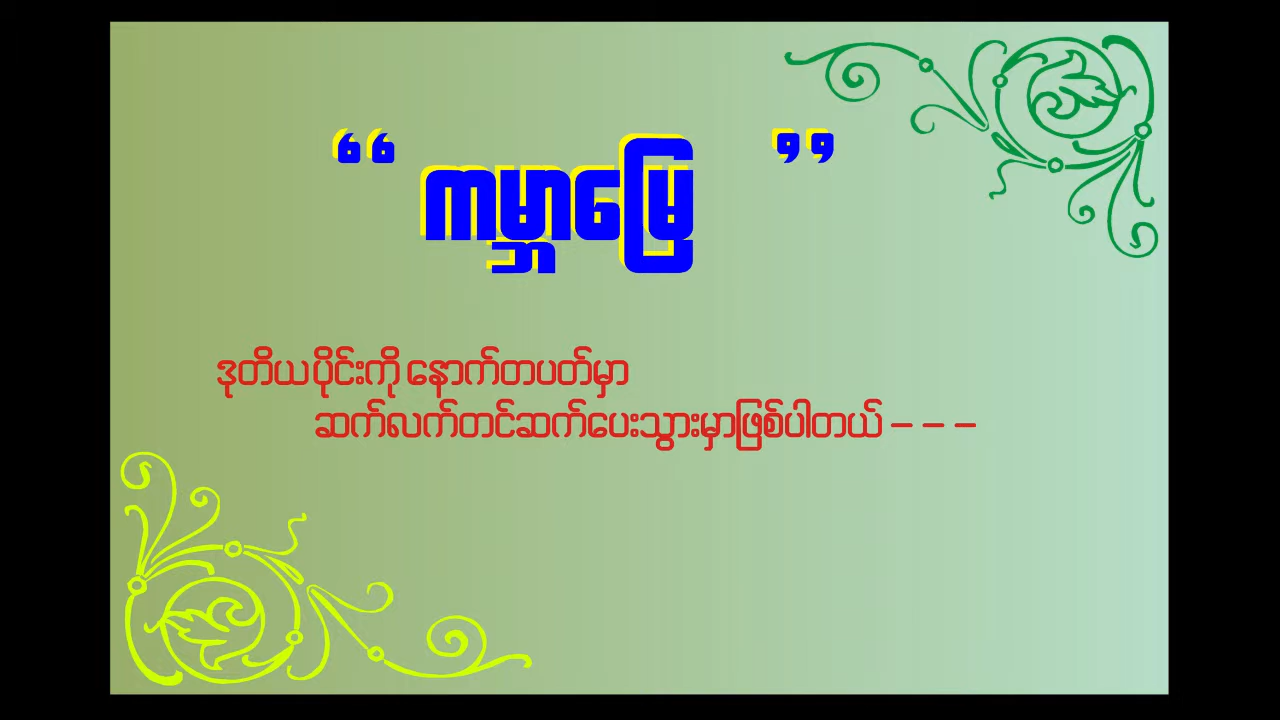 “ ကမ္ဘာမြေ ”
ဒုတိယပိုင်းကို နောက်တပတ်မှာ
ဆက်လက်တင်ဆက်ပေးသွားမှာဖြစ်ပါတယ် – – –